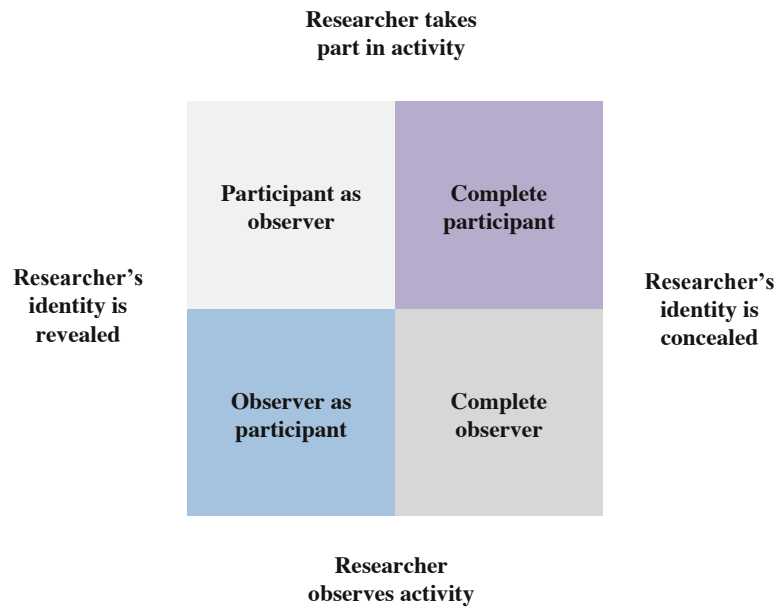 Researcher takes
part in activity
Participant as
observer
Complete
participant
Researcher’s
identity is
revealed
Researcher’s
identity is
concealed
Observer as
participant
Complete
observer
Researcher
observes activity